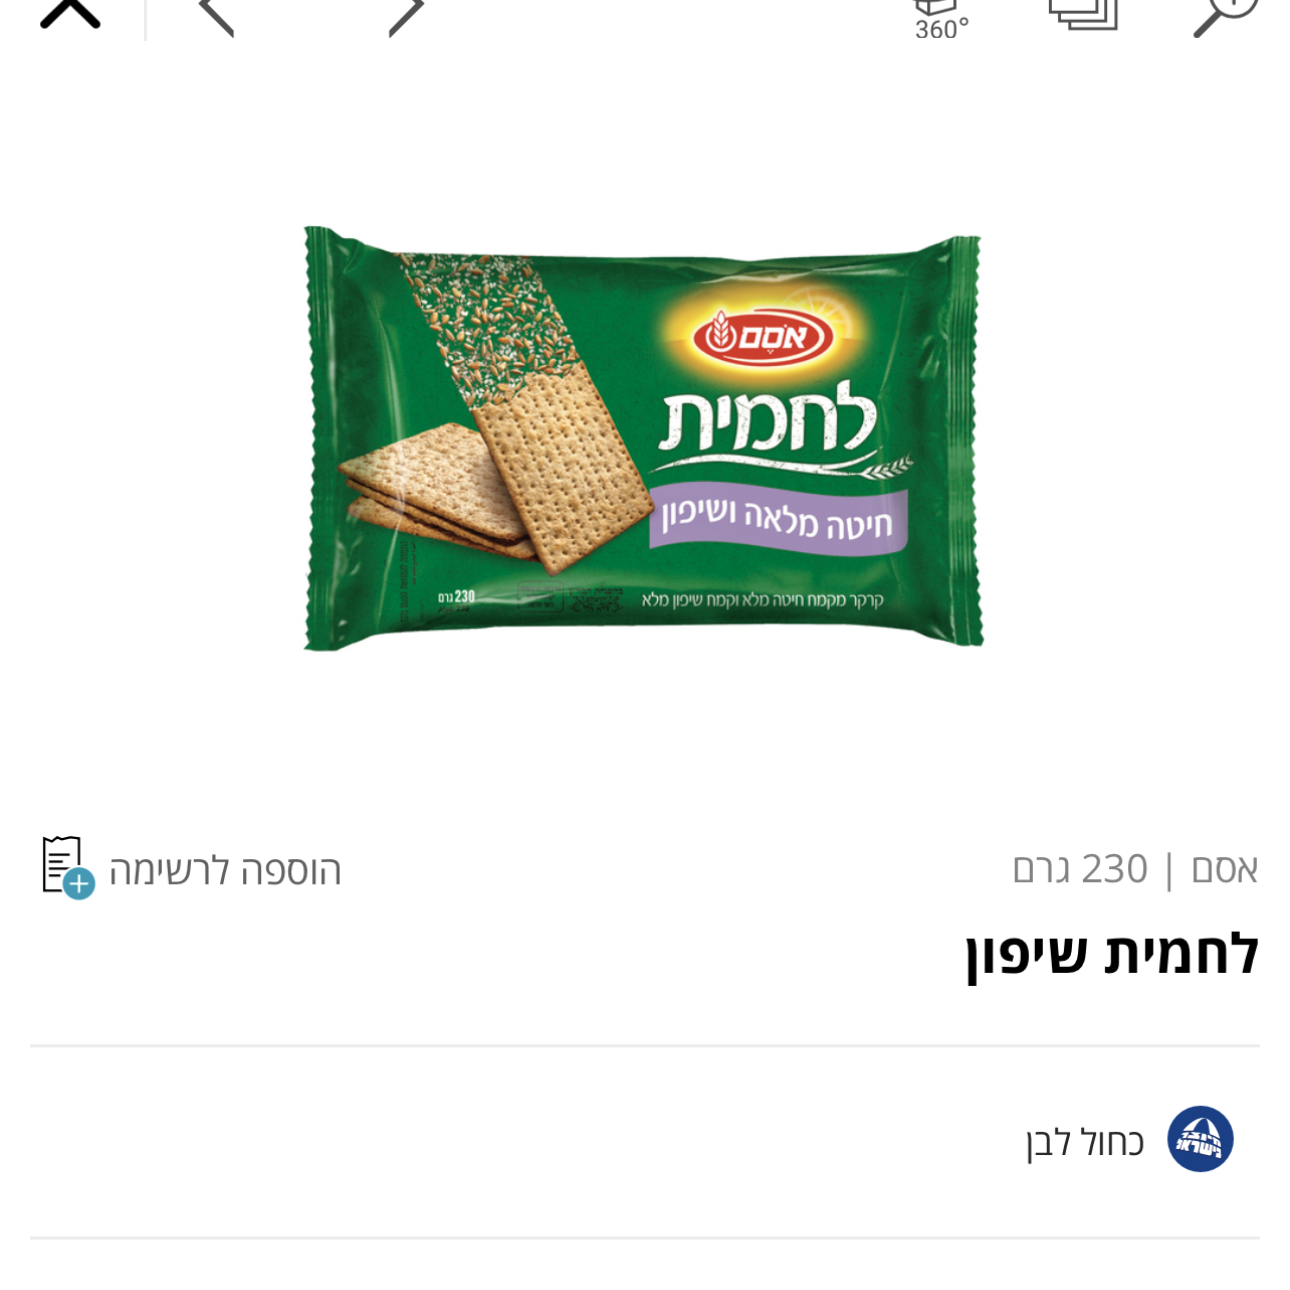 360°
אסם
לחמית
חיטה מלאה ושיפון
קרקר מקמח חיטה מלא וקמח שיפון מלא
230 גרם
אסם | 230 גרם
הוספה לרשימה
לחמית שיפון
כחול לבן